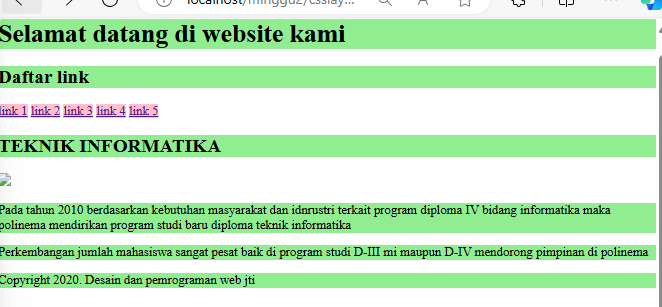 localhost/mingguz/csslay...
Selamat datang di website kami
Daftar link
link 1 link 2 link 3 link 4 link 5
TEKNIK INFORMATIKA
Pada tahun 2010 berdasarkan kebutuhan masyarakat dan idnrustri terkait program diploma IV bidang informatika maka
polinema mendirikan program studi baru diploma teknik informatika
Perkembangan jumlah mahasiswa sangat pesat baik di program studi D-III mi maupun D-IV mendorong pimpinan di polinema
Copyright 2020. Desain dan pemrograman web jti